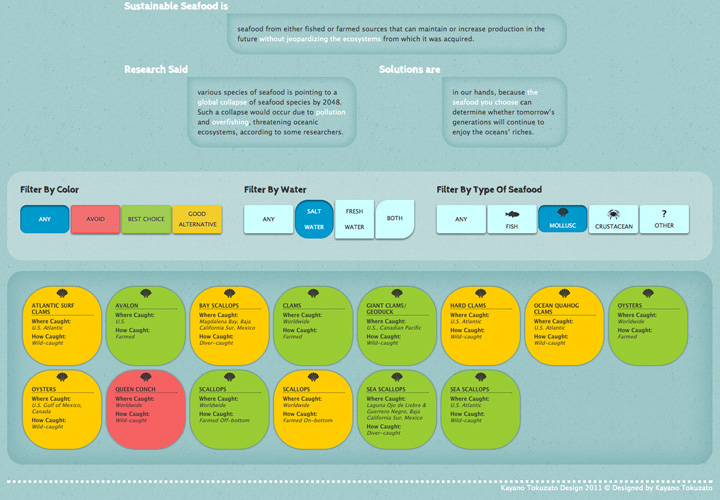 Sustainable Seafood is
seafood from either fished or farmed sources that can maintain or increase production in the
future without jeopardizing the ecosystems from which it was acquired.
Research Said
various species of seafood is pointing to a
global collapse of seafood species by 2048.
Such a collapse would occur due to pollution
and overfishing, threatening oceanic
ecosystems, according to some researchers.
Solutions are
in our hands, because the
seafood you choose can
determine whether tomorrow's
generations will continue to
enjoy the oceans' riches.
Filter By Color
ANY
AVOID
BEST CHOICE
GOOD
ALTERNATIVE
Filter By Water
ANY
SALT
WATER
FRESH
WATER
BOTH
Filter By Type Of Seafood
ANY
FISH
MOLLUSC
CRUSTACEAN
?
OTHER
ATLANTIC SURF
CLAMS
Where Caught:
U.S. Atlantic
How Caught:
Wild-caught
AVALON
Where Caught:
U.S.
How Caught:
Farmed
BAY SCALLOPS
Where Caught:
Magdalena Bay, Baja
California Sur, Mexico
How Caught:
Diver-caught
CLAMS
Where Caught:
Worldwide
How Caught:
Farmed
GIANT CLAMS/
GEODUCK
Where Caught:
U.S., Canadian Pacific
How Caught:
Wild-caught
HARD CLAMS
Where Caught:
U.S. Atlantic
How Caught:
Wild-caught
OCEAN QUAHOG
CLAMS
Where Caught:
U.S. Atlantic
How Caught:
Wild-caught
OYSTERS
Where Caught:
Worldwide
How Caught:
Farmed
OYSTERS
Where Caught:
U.S. Gulf of Mexico,
Canada
How Caught:
Wild-caught
QUEEN CONCH
Where Caught:
Worldwide
How Caught:
Wild-caught
SCALLOPS
Where Caught:
Worldwide
How Caught:
Farmed Off-bottom
SCALLOPS
Where Caught:
Worldwide
How Caught:
Farmed On-bottom
SEA SCALLOPS
Where Caught:
Laguna Ojo de Liebre &
Guerrero Negro, Baja
California Sur, Mexico
How Caught:
Diver-caught
SEA SCALLOPS
Where Caught:
U.S. Atlantic
How Caught:
Wild-caught
Kayano Tokuzato Design 2011 © Designed by Kayano Tokuzato